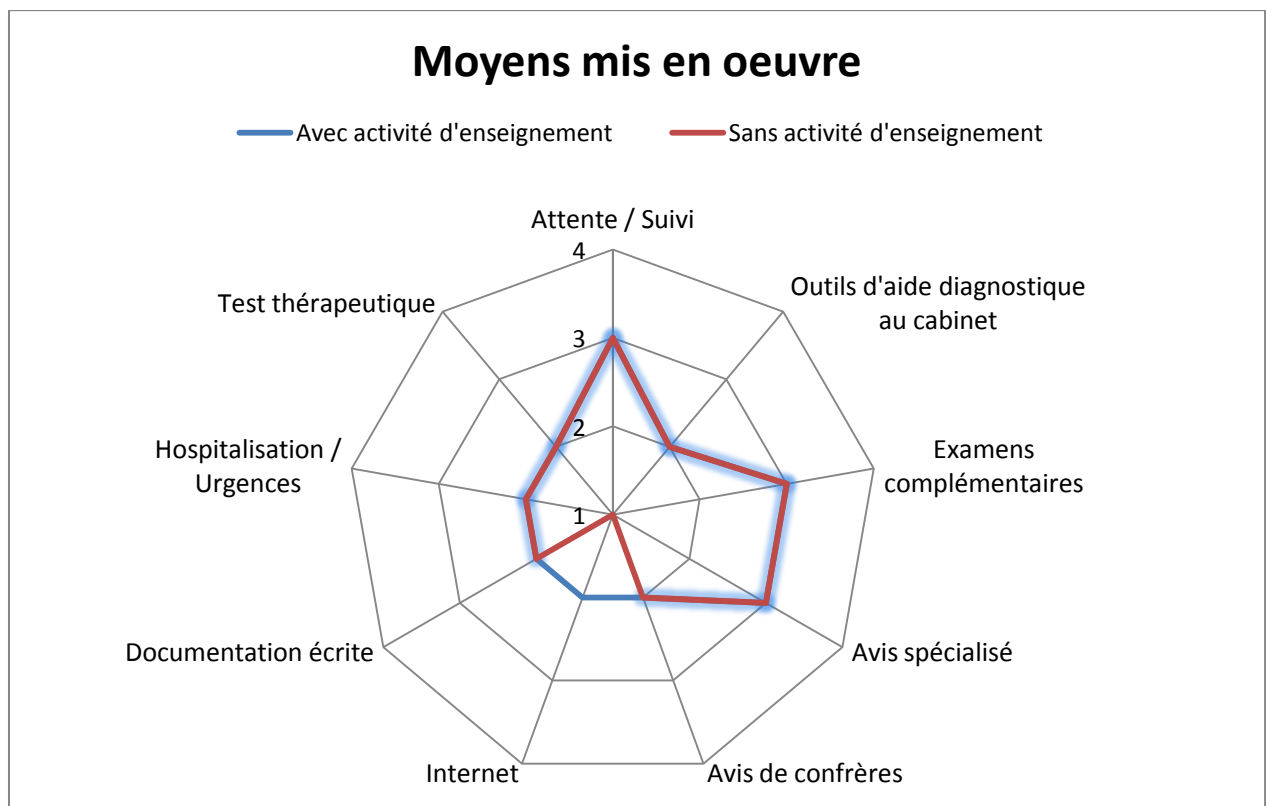 Moyens mis en oeuvre
Avec activité d'enseignement
Sans activité d'enseignement
Attente / Suivi
4
Outils d'aide diagnostique
au cabinet
Test thérapeutique
3
2
Hospitalisation /
Urgences
Examens
complémentaires
1
Documentation écrite
Avis spécialisé
Internet
Avis de confrères